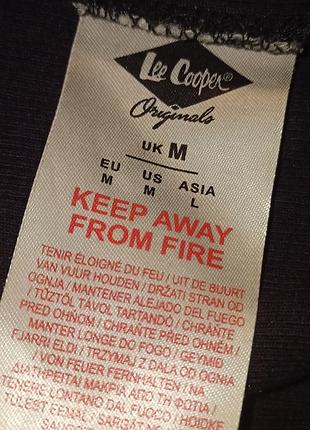 Lee Cooper®
Originals
UK M
EU US ASIA
M M L
KEEP AWAY
FROM FIRE
TENIR ÉLOIGNÉ DU FEU / UIT DE BUURT
VAN VUUR HOUDEN / DRŽATI STRAN OD
OGNJA / MANTENER ALEJADO DEL FUEGO
/ TŰZTŐL TÁVOL TARTANDÓ / CHRÁNTE
PRED OHŇOM / CHRAŇTE PŘED OHNĚM /
MANTER LONGE DO FOGO / GEYMIÐ
FJARRI ELDI / TRZYMAJ Z DALA OD OGNIA
/ VON FEUER FERNHALTEN / NA
ΔΙΑΤΗΡΕΙΤΑΙ ΜΑΚΡΙΑ ΑΠΟ ΤΗ ΦΩΤΙΑ /
TENERE LONTANO DAL FUOCO / HOIDKE
TULEST EEMAL /